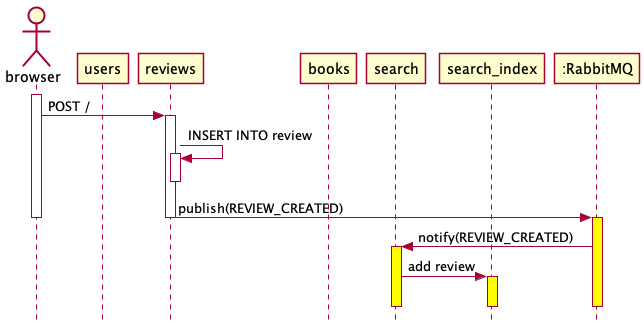 browser
users
reviews
books
search
search_index
:RabbitMQ
POST /
INSERT INTO review
publish(REVIEW_CREATED)
notify(REVIEW_CREATED)
add review